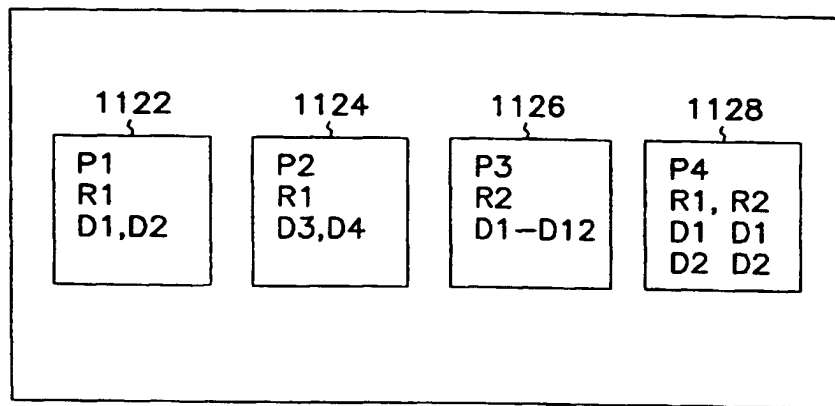 1122 1124 1126 1128
P1
R1
D1,D2
P2
R1
D3,D4
P3
R2
D1–D12
P4
R1, R2
D1 D1
D2 D2